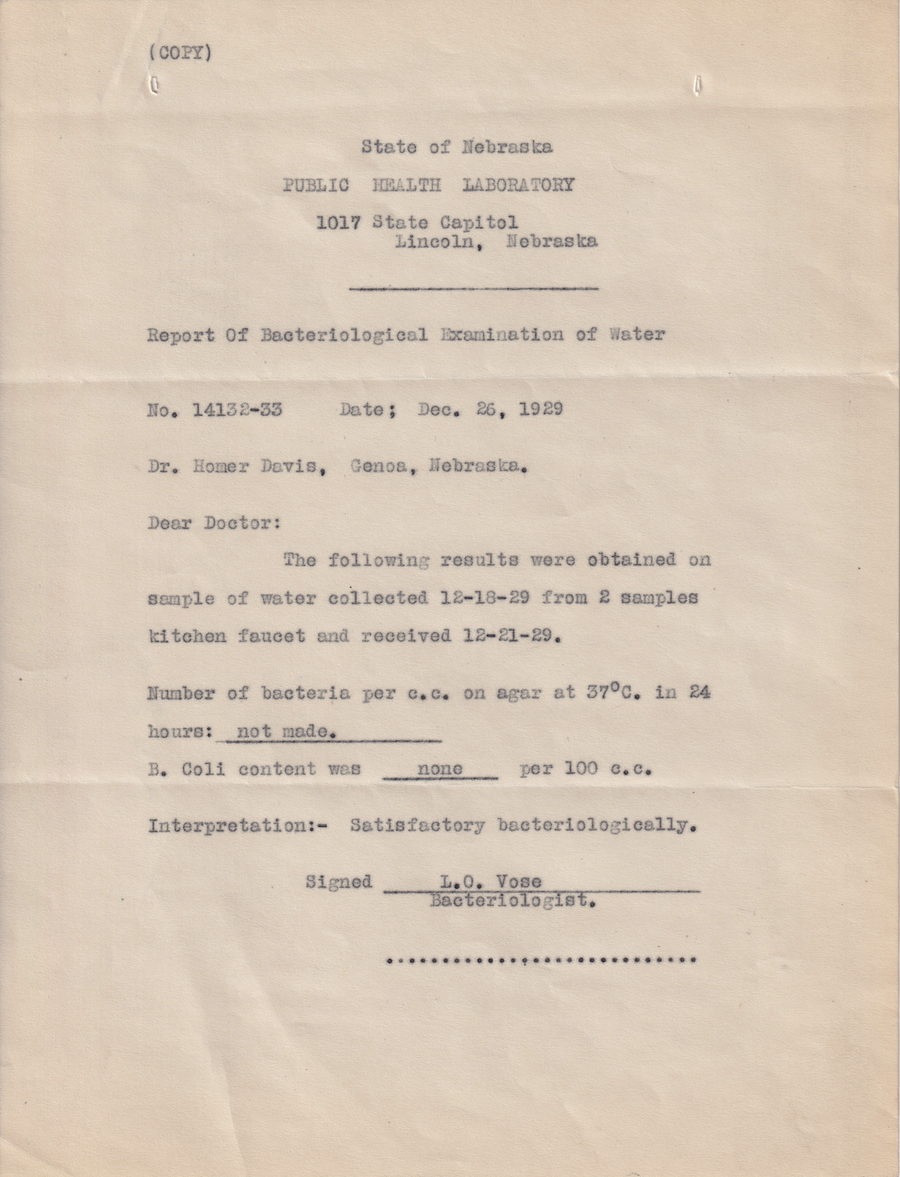 (COPY)
State of Nebraska
PUBLIC HEALTH LABORATORY
1017 State Capitol
Lincoln, Nebraska
Report Of Bacteriological Examination of Water
No. 14132-33 Date; Dec. 26, 1929
Dr. Homer Davis, Genoa, Nebraska.
Dear Doctor:
The following results were obtained on
sample of water collected 12-18-29 from 2 samples
kitchen faucet and received 12-21-29.
Number of bacteria per c.c. on agar at 37°C. in 24
hours: not made.
B. Coli content was none per 100 c.c.
Interpretation:- Satisfactory bacteriologically.
Signed L.O. Vose
Bacteriologist.
............................